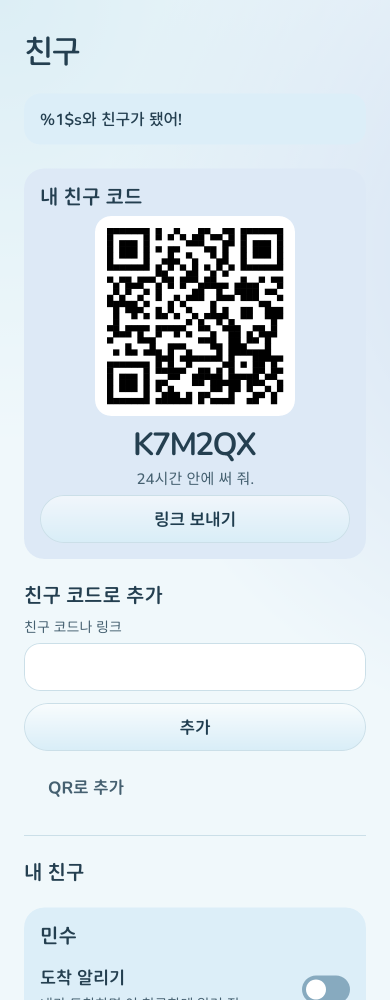 친구
%1$s와 친구가 됐어!
내 친구 코드
K7M2QX
24시간 안에 써 줘.
링크 보내기
친구 코드로 추가
친구 코드나 링크
추가
QR로 추가
내 친구
민수
도착 알리기